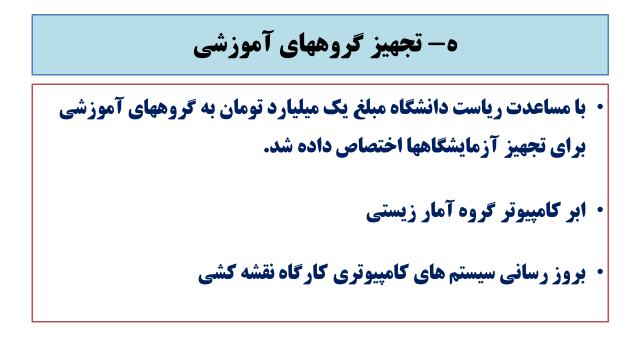 ه- تجهیز گروههای آموزشی
• با مساعدت ریاست دانشگاه مبلغ یک میلیارد تومان به گروههای آموزشی
برای تجهیز آزمایشگاهها اختصاص داده شد.
• ابر کامپیوتر گروه آمار زیستی
• بروز رسانی سیستم های کامپیوتری کارگاه نقشه کشی